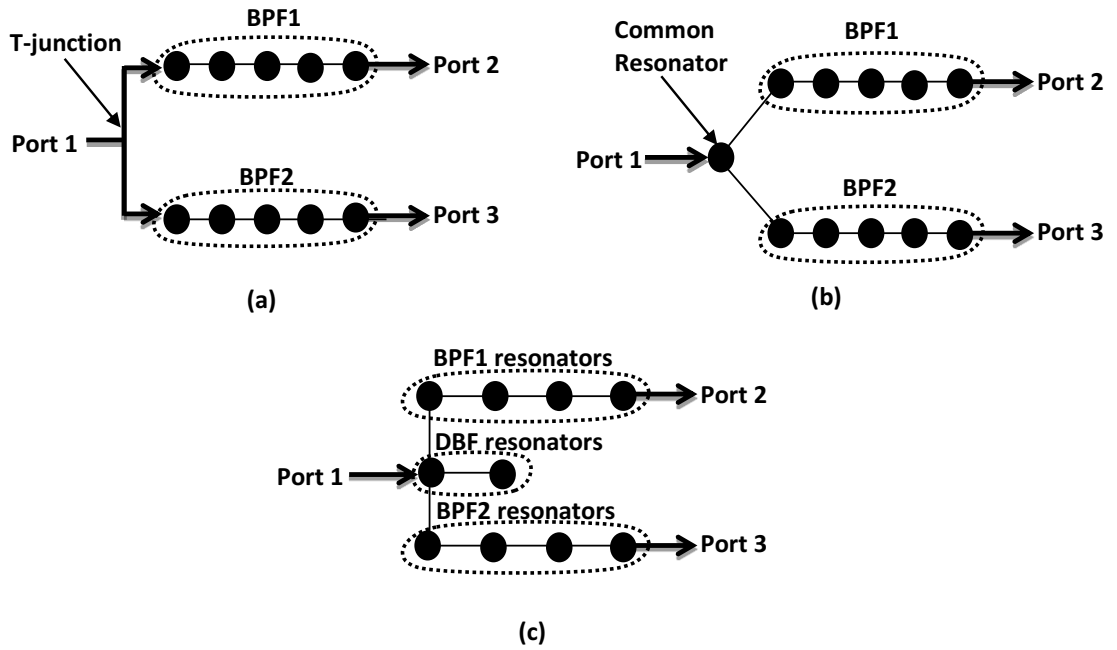 BPF1
T-junction
Port 2
Port 1
BPF2
Port 3
(a)
Common
Resonator
BPF1
Port 2
Port 1
BPF2
Port 3
(b)
BPF1 resonators
Port 2
DBF resonators
Port 1
BPF2 resonators
Port 3
(c)